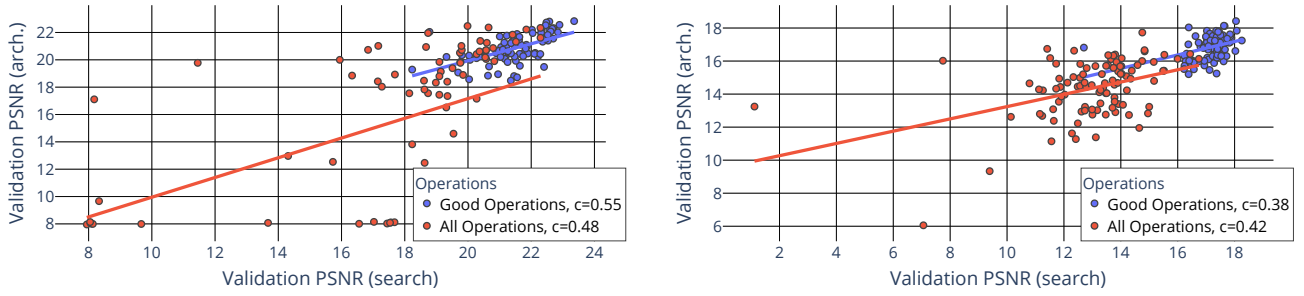 Validation PSNR (arch.)
22
20
18
16
14
12
10
8
8 10 12 14 16 18 20 22 24
Validation PSNR (search)
Operations
Good Operations, c=0.55
All Operations, c=0.48
Validation PSNR (arch.)
18
16
14
12
10
8
6
2 4 6 8 10 12 14 16 18
Validation PSNR (search)
Operations
Good Operations, c=0.38
All Operations, c=0.42